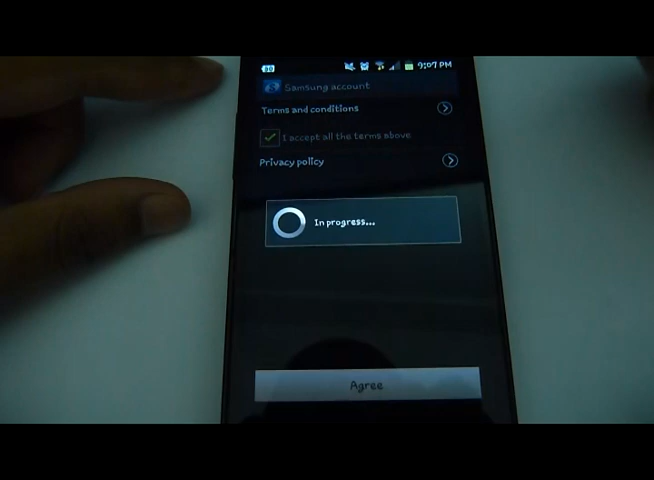 9:07 PM
Samsung account
Terms and conditions
I accept all the terms above
Privacy policy
In progress...
Agree